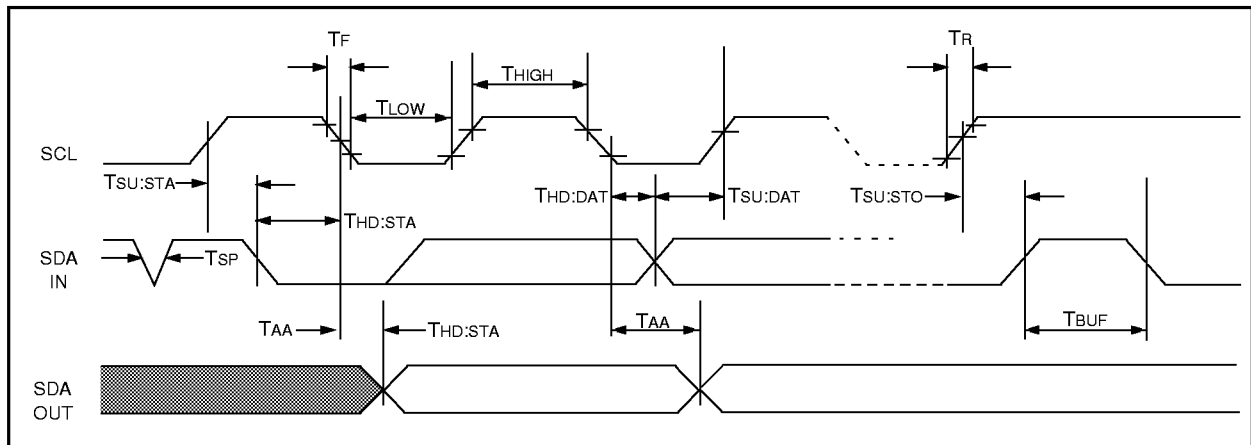 TF
TR
THIGH
TLOW
SCL
TSU:STA
THD:DAT
TSU:DAT
TSU:STO
THD:STA
SDA
IN
TSP
TAA
THD:STA
TAA
TBUF
SDA
OUT